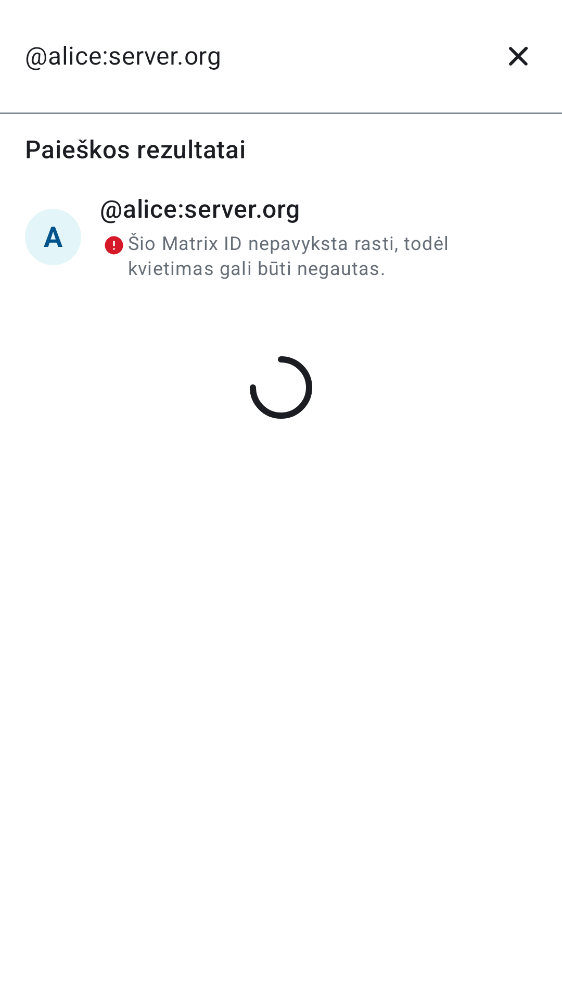 @alice:server.org
Paieškos rezultatai
A
@alice:server.org
Šio Matrix ID nepavyksta rasti, todėl
kvietimas gali būti negautas.